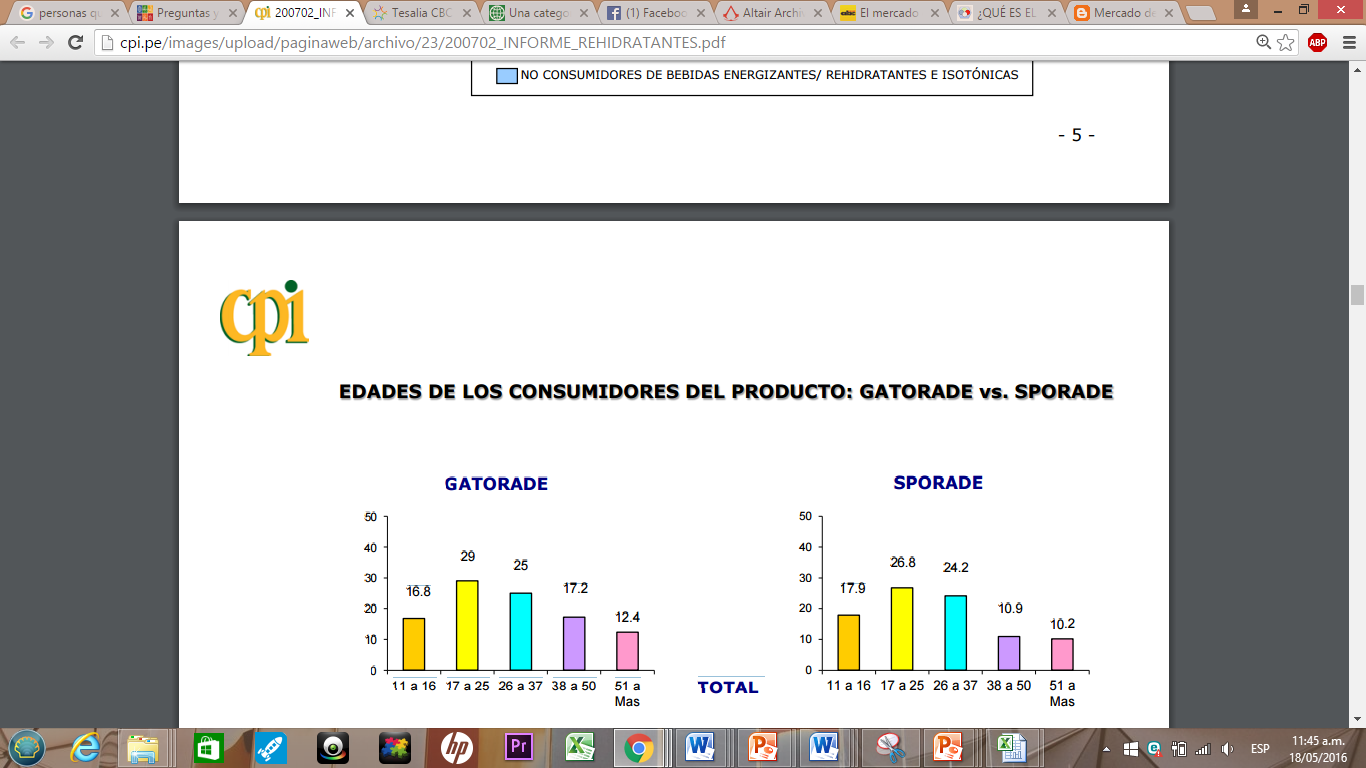 personas qu
Preguntas y
200702_INF
Tesalia CBC
Una catego
(1) Faceboo
Altair Archi
El mercado
¿QUÉ ES EL
Mercado de
cpi.pe/images/upload/paginaweb/archivo/23/200702_INFORME_REHIDRATANTES.pdf
ABP
NO CONSUMIDORES DE BEBIDAS ENERGIZANTES/ REHIDRATANTES E ISOTÓNICAS
- 5 -
cpi
EDADES DE LOS CONSUMIDORES DEL PRODUCTO: GATORADE vs. SPORADE
GATORADE
50
40
30
20
10
0
16.8
29
25
17.2
12.4
11 a 16
17 a 25
26 a 37
38 a 50
51 a
Mas
TOTAL
SPORADE
50
40
30
20
10
0
17.9
26.8
24.2
10.9
10.2
11 a 16
17 a 25
26 a 37
38 a 50
51 a
Mas
hp
Pr
ESP
11:45 a.m.
18/05/2016